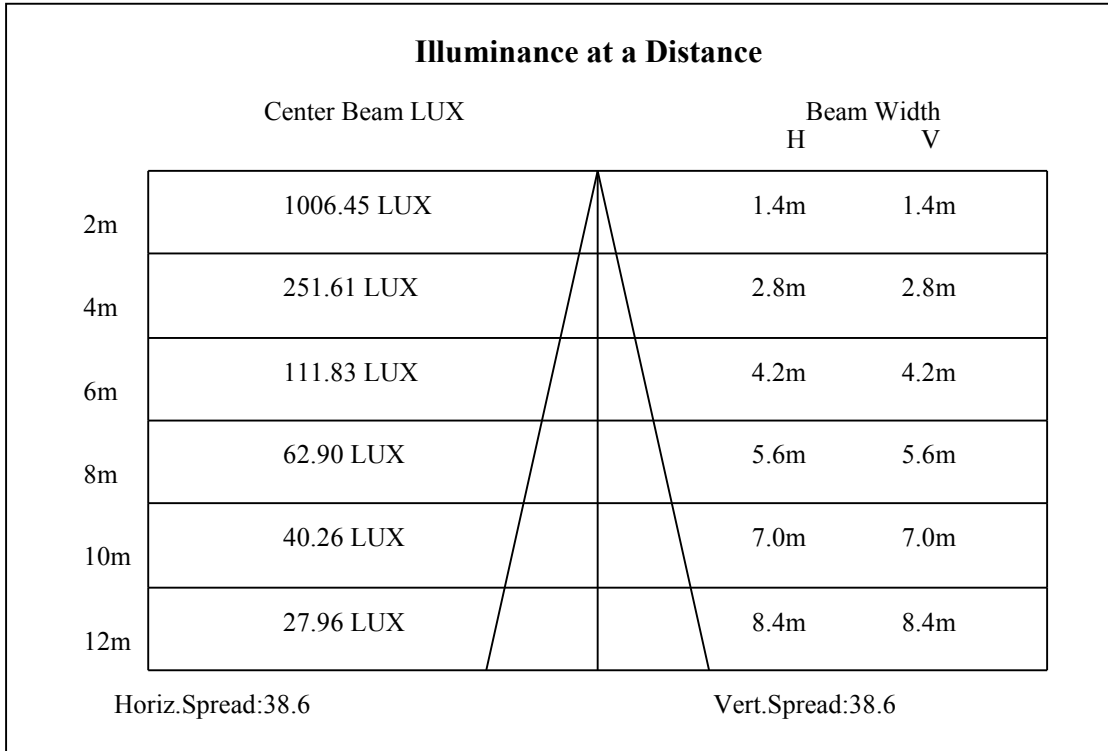 Illuminance at a Distance
Center Beam LUX Beam Width
H V
2m 1006.45 LUX 1.4m 1.4m
4m 251.61 LUX 2.8m 2.8m
6m 111.83 LUX 4.2m 4.2m
8m 62.90 LUX 5.6m 5.6m
10m 40.26 LUX 7.0m 7.0m
12m 27.96 LUX 8.4m 8.4m
Horiz.Spread:38.6 Vert.Spread:38.6